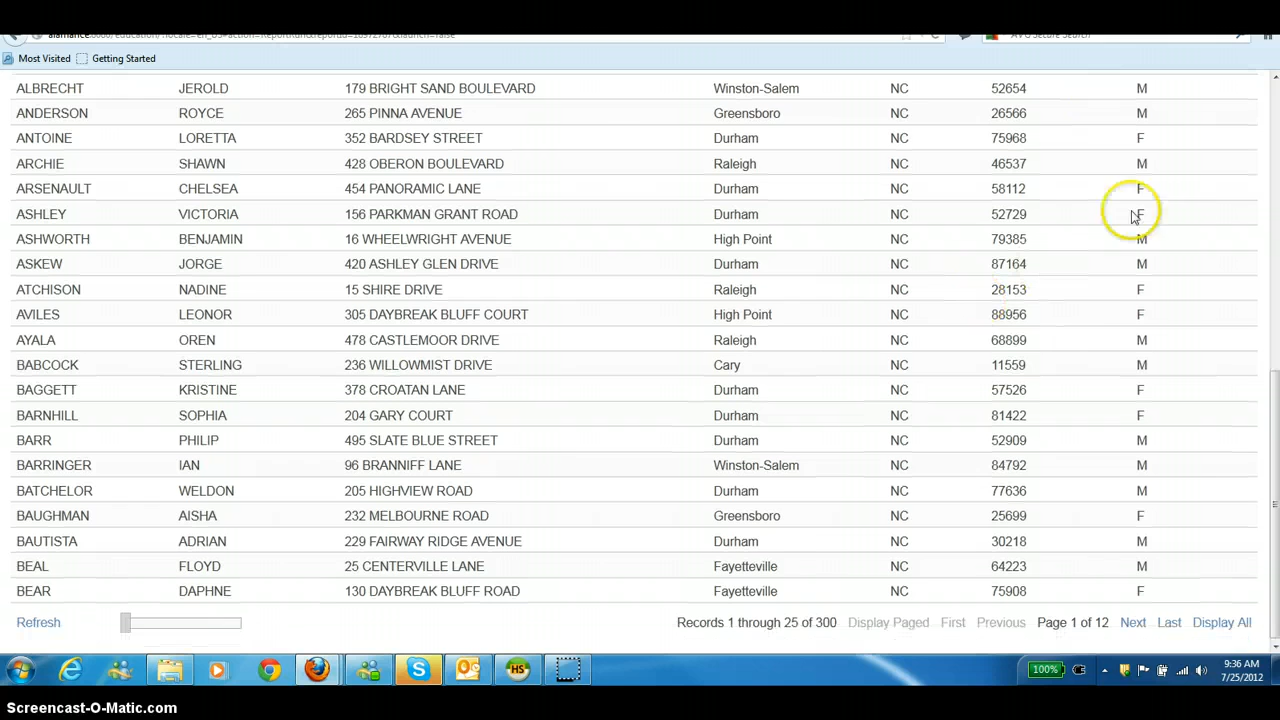 Most Visited Getting Started
ALBRECHT JEROLD 179 BRIGHT SAND BOULEVARD Winston-Salem NC 52654 M
ANDERSON ROYCE 265 PINNA AVENUE Greensboro NC 26566 M
ANTOINE LORETTA 352 BARDSEY STREET Durham NC 75968 F
ARCHIE SHAWN 428 OBERON BOULEVARD Raleigh NC 46537 M
ARSENAULT CHELSEA 454 PANORAMIC LANE Durham NC 58112 F
ASHLEY VICTORIA 156 PARKMAN GRANT ROAD Durham NC 52729 F
ASHWORTH BENJAMIN 16 WHEELWRIGHT AVENUE High Point NC 79385 M
ASKEW JORGE 420 ASHLEY GLEN DRIVE Durham NC 87164 M
ATCHISON NADINE 15 SHIRE DRIVE Raleigh NC 28153 F
AVILES LEONOR 305 DAYBREAK BLUFF COURT High Point NC 88956 F
AYALA OREN 478 CASTLEMOOR DRIVE Raleigh NC 68899 M
BABCOCK STERLING 236 WILLOWMIST DRIVE Cary NC 11559 M
BAGGETT KRISTINE 378 CROATAN LANE Durham NC 57526 F
BARNHILL SOPHIA 204 GARY COURT Durham NC 81422 F
BARR PHILIP 495 SLATE BLUE STREET Durham NC 52909 M
BARRINGER IAN 96 BRANNIFF LANE Winston-Salem NC 84792 M
BATCHELOR WELDON 205 HIGHVIEW ROAD Durham NC 77636 M
BAUGHMAN AISHA 232 MELBOURNE ROAD Greensboro NC 25699 F
BAUTISTA ADRIAN 229 FAIRWAY RIDGE AVENUE Durham NC 30218 M
BEAL FLOYD 25 CENTERVILLE LANE Fayetteville NC 64223 M
BEAR DAPHNE 130 DAYBREAK BLUFF ROAD Fayetteville NC 75908 F
Refresh Records 1 through 25 of 300 Display Paged First Previous Page 1 of 12 Next Last Display All
100% 9:36 AM
7/25/2012
Screencast-O-Matic.com